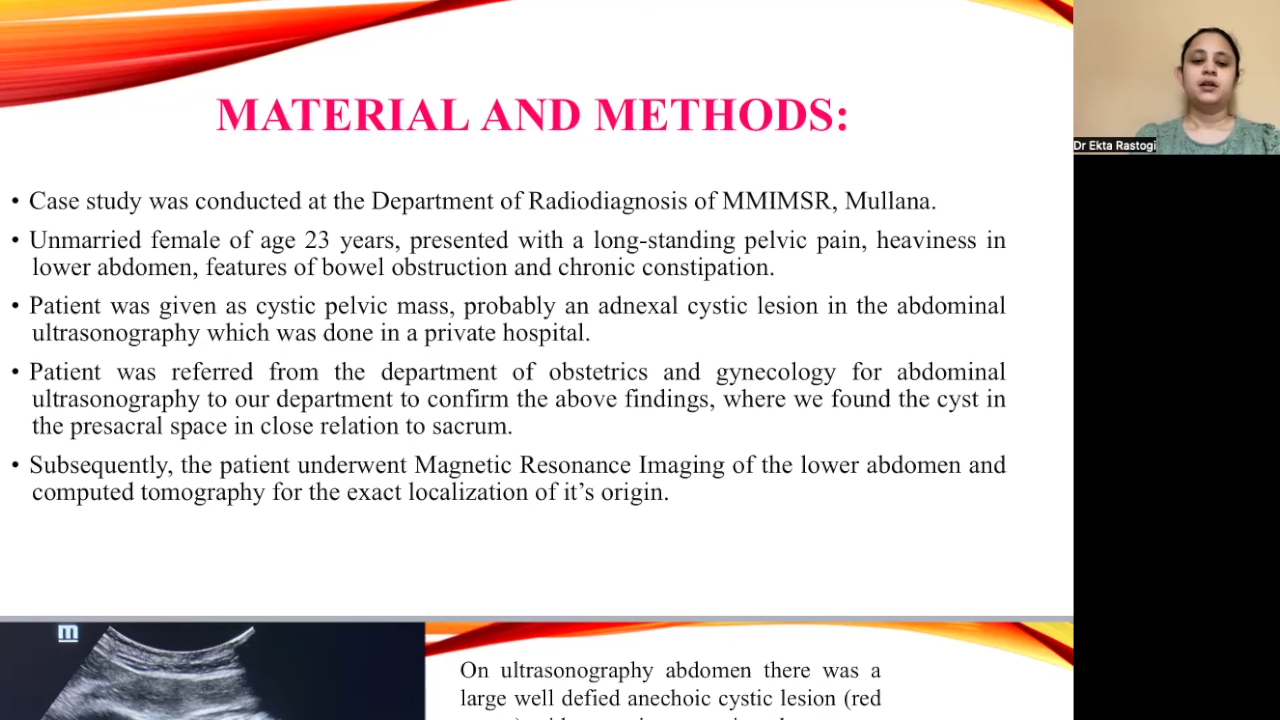 MATERIAL AND METHODS:
• Case study was conducted at the Department of Radiodiagnosis of MMIMSR, Mullana.
• Unmarried female of age 23 years, presented with a long-standing pelvic pain, heaviness in
lower abdomen, features of bowel obstruction and chronic constipation.
• Patient was given as cystic pelvic mass, probably an adnexal cystic lesion in the abdominal
ultrasonography which was done in a private hospital.
• Patient was referred from the department of obstetrics and gynecology for abdominal
ultrasonography to our department to confirm the above findings, where we found the cyst in
the presacral space in close relation to sacrum.
• Subsequently, the patient underwent Magnetic Resonance Imaging of the lower abdomen and
computed tomography for the exact localization of it's origin.
Dr Ekta Rastogi
m
On ultrasonography abdomen there was a
large well defied anechoic cystic lesion (red